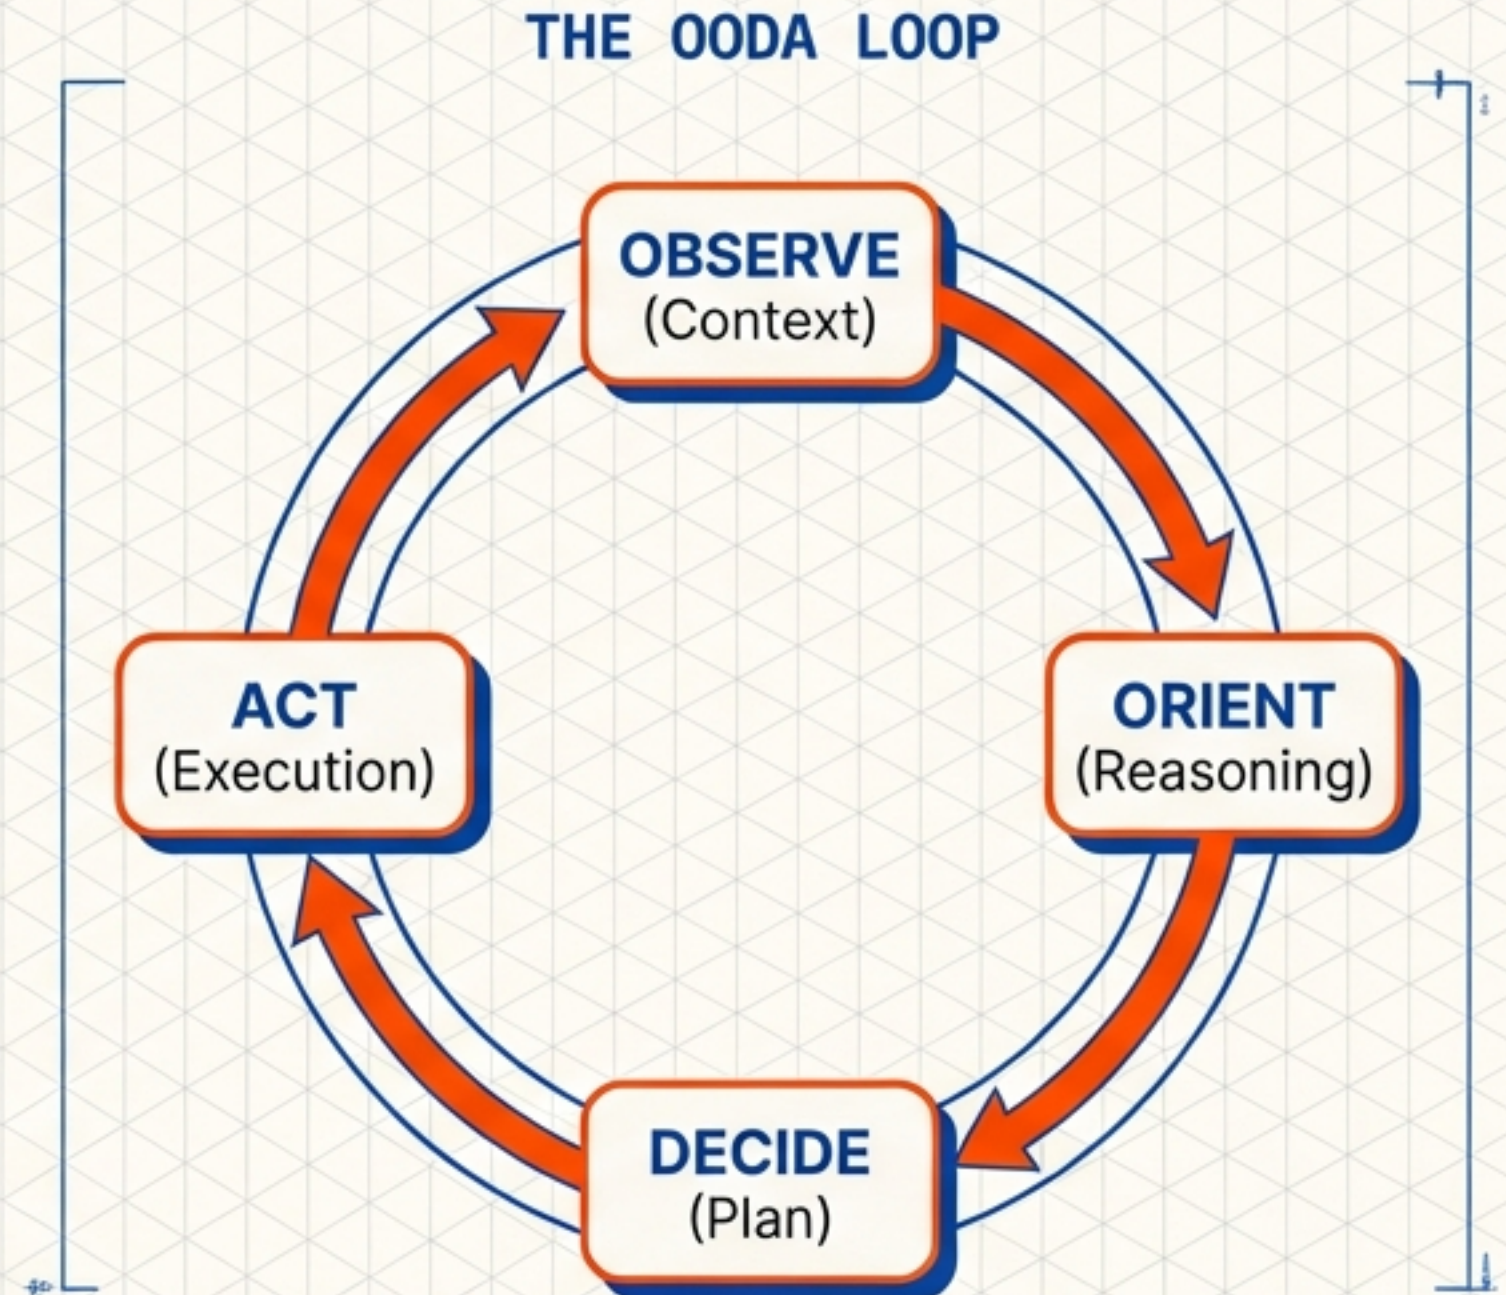 THE OODA LOOP
OBSERVE
(Context)
ORIENT
(Reasoning)
DECIDE
(Plan)
ACT
(Execution)